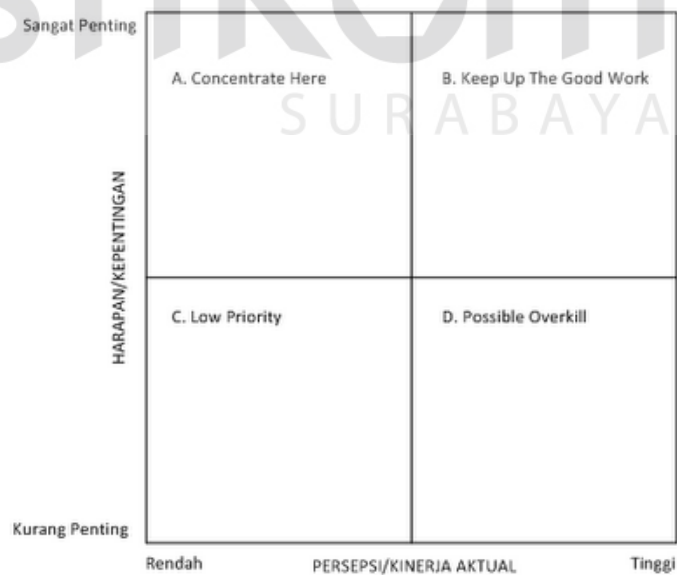 Sangat Penting
A. Concentrate Here
B. Keep Up The Good Work
SURABAYA
HARAPAN/KEPENTINGAN
C. Low Priority
D. Possible Overkill
Kurang Penting
Rendah
PERSEPSI/KINERJA AKTUAL
Tinggi